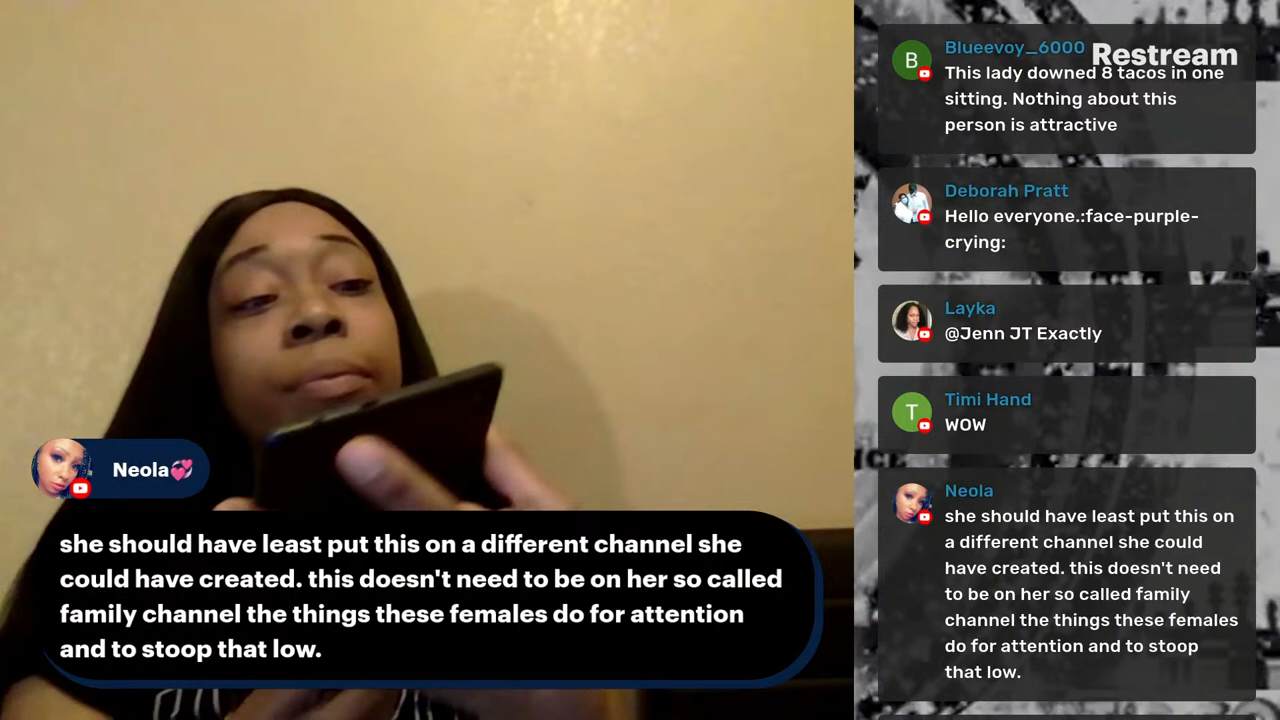 Restream
Blueevoy_6000
This lady downed 8 tacos in one
sitting. Nothing about this
person is attractive
Deborah Pratt
Hello everyone.:face-purple-
crying:
Layka
@Jenn JT Exactly
T
Timi Hand
WOW
Neola
she should have least put this on
a different channel she could
have created. this doesn't need
to be on her so called
family channel the things these
females do for attention and to stoop
that low.
B
Neola💞
she should have least put this on a different channel she
could have created. this doesn't need to be on her so called
family channel the things these females do for attention
and to stoop that low.